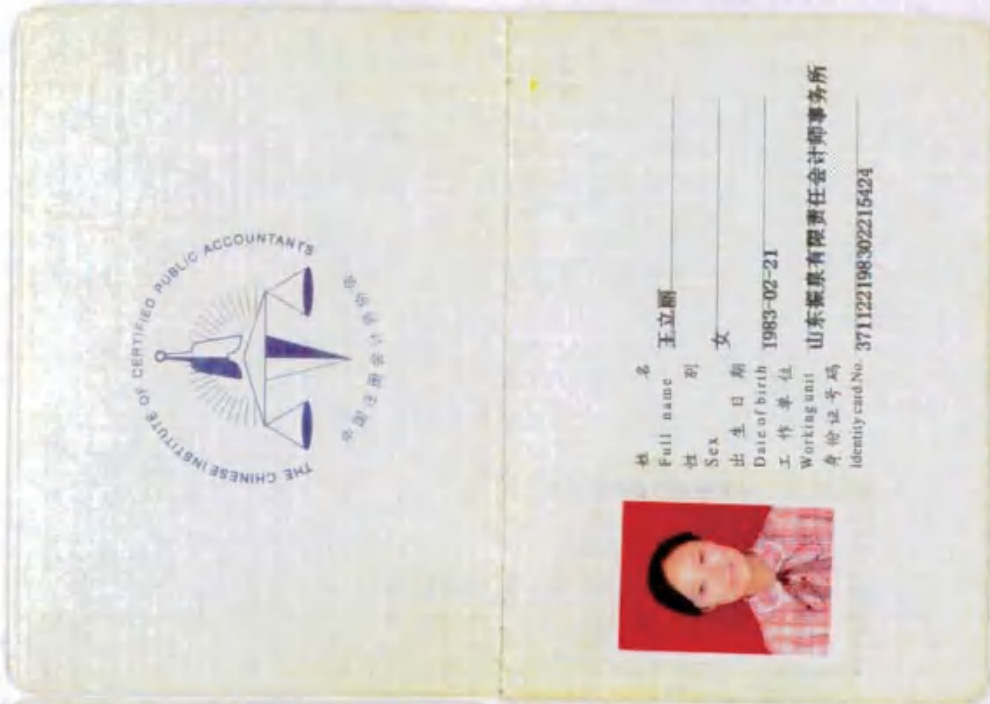 THE CHINESE INSTITUTE OF CERTIFIED PUBLIC ACCOUNTANTS
中国注册会计师协会
姓 名
Full name 王立丽
性 别
Sex 女
出 生 日 期
Date of birth 1983-02-21
工 作 单 位
Working unit 山东振泉有限责任会计师事务所
身 份 证 号 码
Identity card No. 371122198302215424